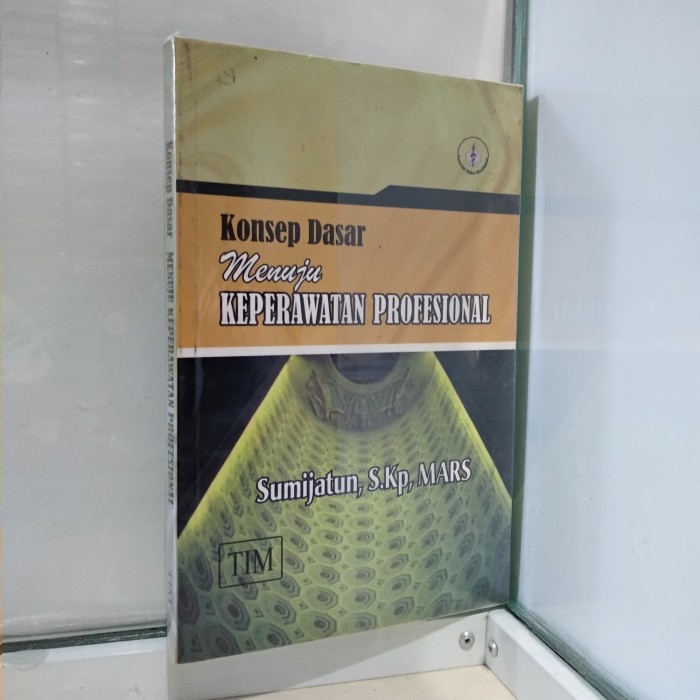 Konsep Dasar
Menuju
KEPERAWATAN PROFESIONAL
Sumijatun, S.Kp, MARS
TIM
Konsep Dasar MENUJU KEPERAWATAN PROFESIONAL